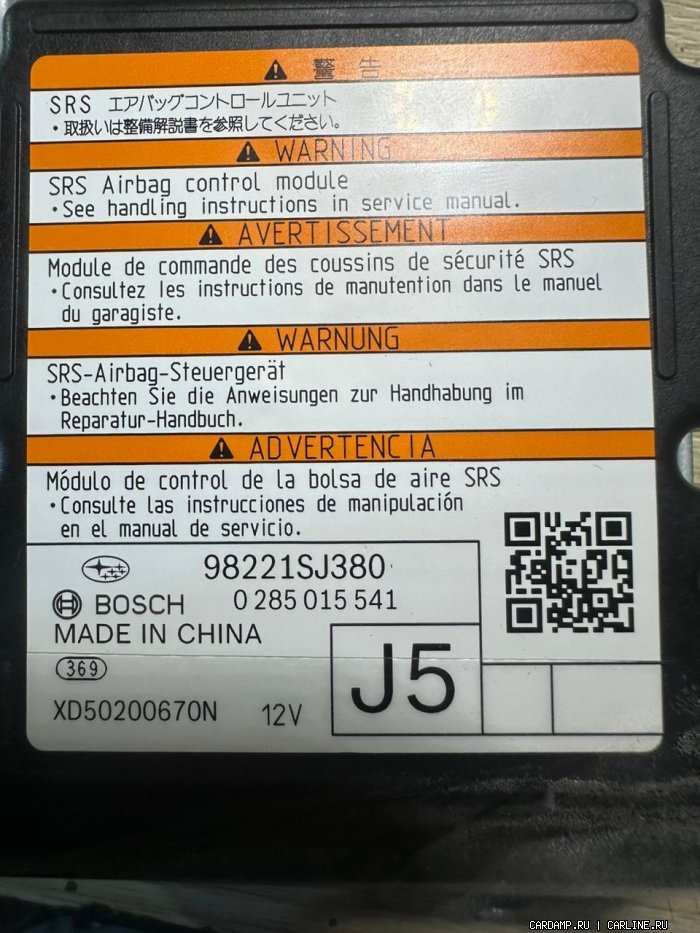 ⚠ 警告
SRS エアバッグコントロールユニット
・取扱いは整備解説書を参照してください。
⚠ WARNING
SRS Airbag control module
・See handling instructions in service manual.
⚠ AVERTISSEMENT
Module de commande des coussins de sécurité SRS
・Consultez les instructions de manutention dans le manuel
du garagiste.
⚠ WARNUNG
SRS-Airbag-Steuergerät
・Beachten Sie die Anweisungen zur Handhabung im
Reparatur-Handbuch.
⚠ ADVERTENCIA
Módulo de control de la bolsa de aire SRS
・Consulte las instrucciones de manipulación
en el manual de servicio.
98221SJ380
BOSCH 0 285 015 541
MADE IN CHINA
369
J5
XD50200670N 12V
CARDAMP.RU | CARLINE.RU